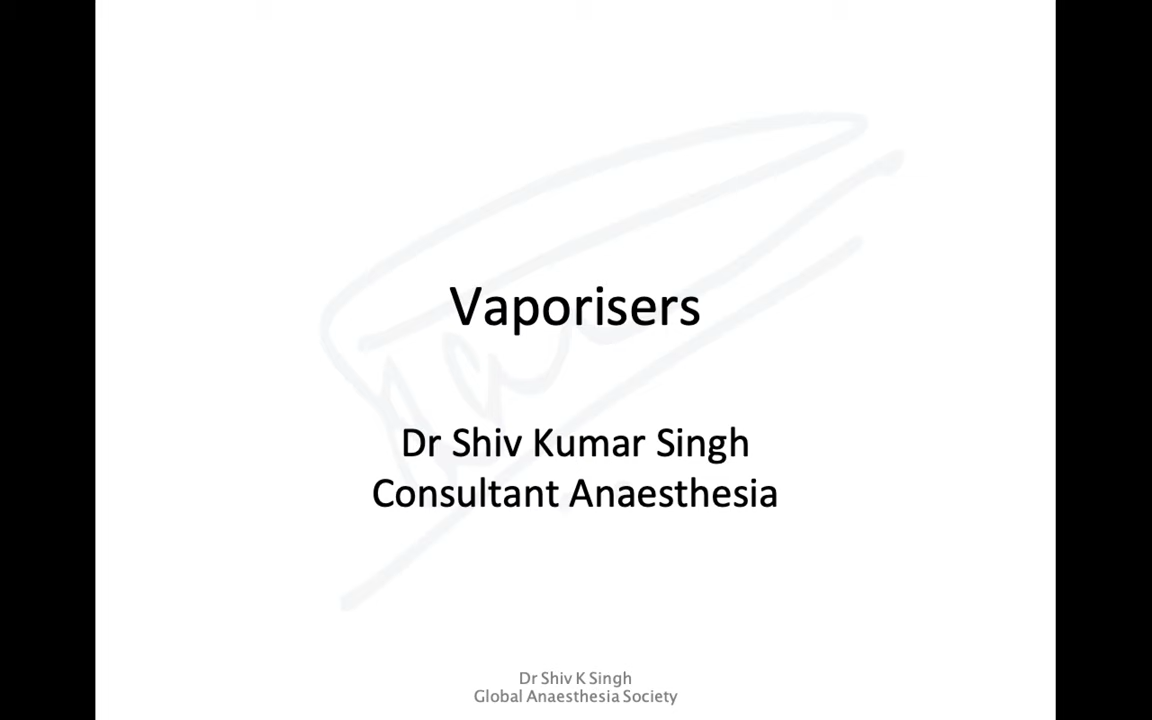 Vaporisers
Dr Shiv Kumar Singh
Consultant Anaesthesia
Dr Shiv K Singh
Global Anaesthesia Society